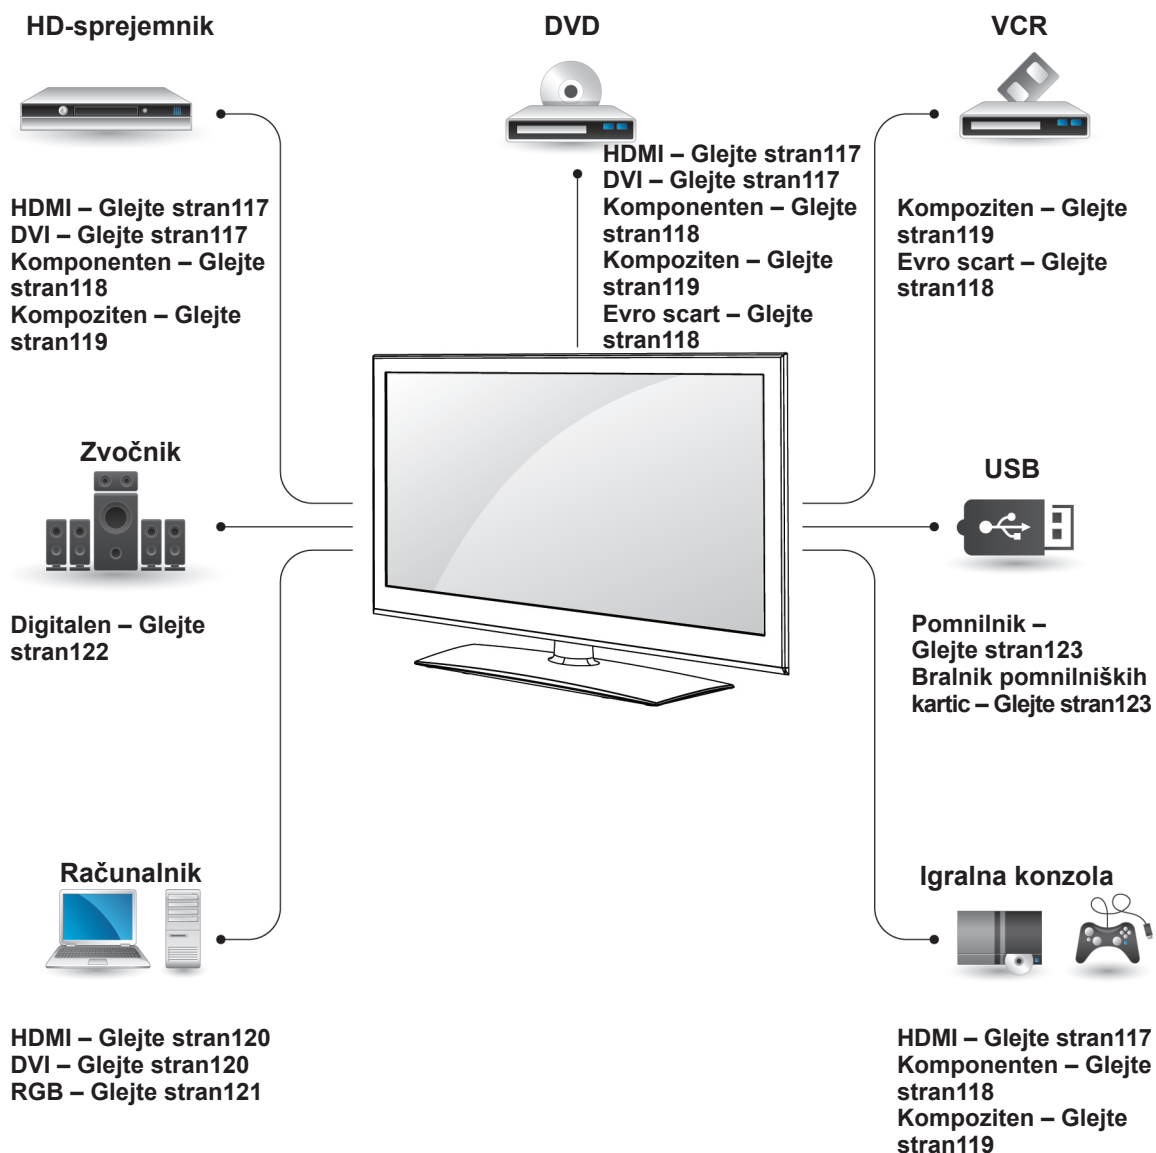 HD-sprejemnik
HDMI – Glejte stran117
DVI – Glejte stran117
Komponenten – Glejte
stran118
Kompoziten – Glejte
stran119
DVD
HDMI – Glejte stran117
DVI – Glejte stran117
Komponenten – Glejte
stran118
Kompoziten – Glejte
stran119
Evro scart – Glejte
stran118
VCR
Kompoziten – Glejte
stran119
Evro scart – Glejte
stran118
Zvočnik
Digitalen – Glejte
stran122
USB
Pomnilnik –
Glejte stran123
Bralnik pomnilniških
kartic – Glejte stran123
Računalnik
HDMI – Glejte stran120
DVI – Glejte stran120
RGB – Glejte stran121
Igralna konzola
HDMI – Glejte stran117
Komponenten – Glejte
stran118
Kompoziten – Glejte
stran119